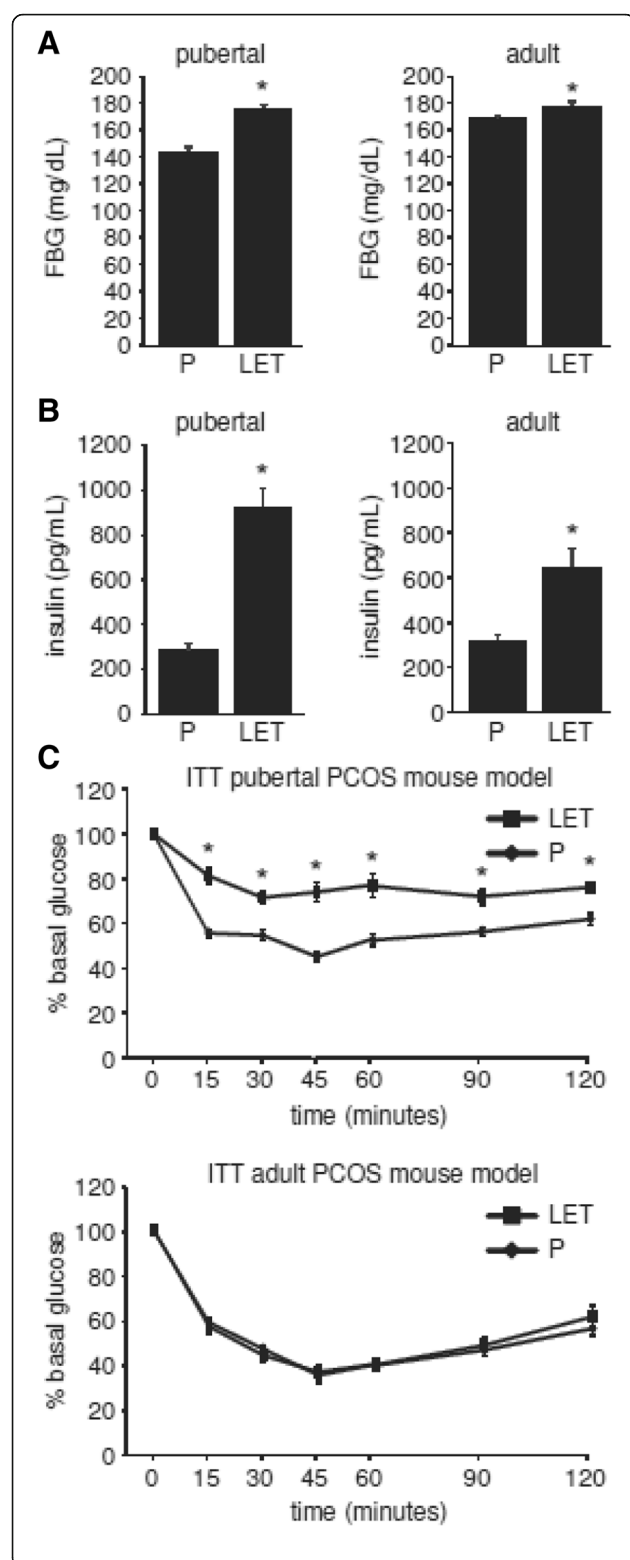 A
pubertal
adult
FBG (mg/dL)
200
180
160
140
120
100
80
60
40
20
0
*
P LET
FBG (mg/dL)
200
180
160
140
120
100
80
60
40
20
0
*
P LET
B
pubertal
adult
insulin (pg/mL)
1200
1000
800
600
400
200
0
*
P LET
insulin (pg/mL)
1200
1000
800
600
400
200
0
*
P LET
C
ITT pubertal PCOS mouse model
% basal glucose
120
100
80
60
40
20
0
LET
P
* * * * * *
0 15 30 45 60 90 120
time (minutes)
ITT adult PCOS mouse model
% basal glucose
120
100
80
60
40
20
0
LET
P
0 15 30 45 60 90 120
time (minutes)